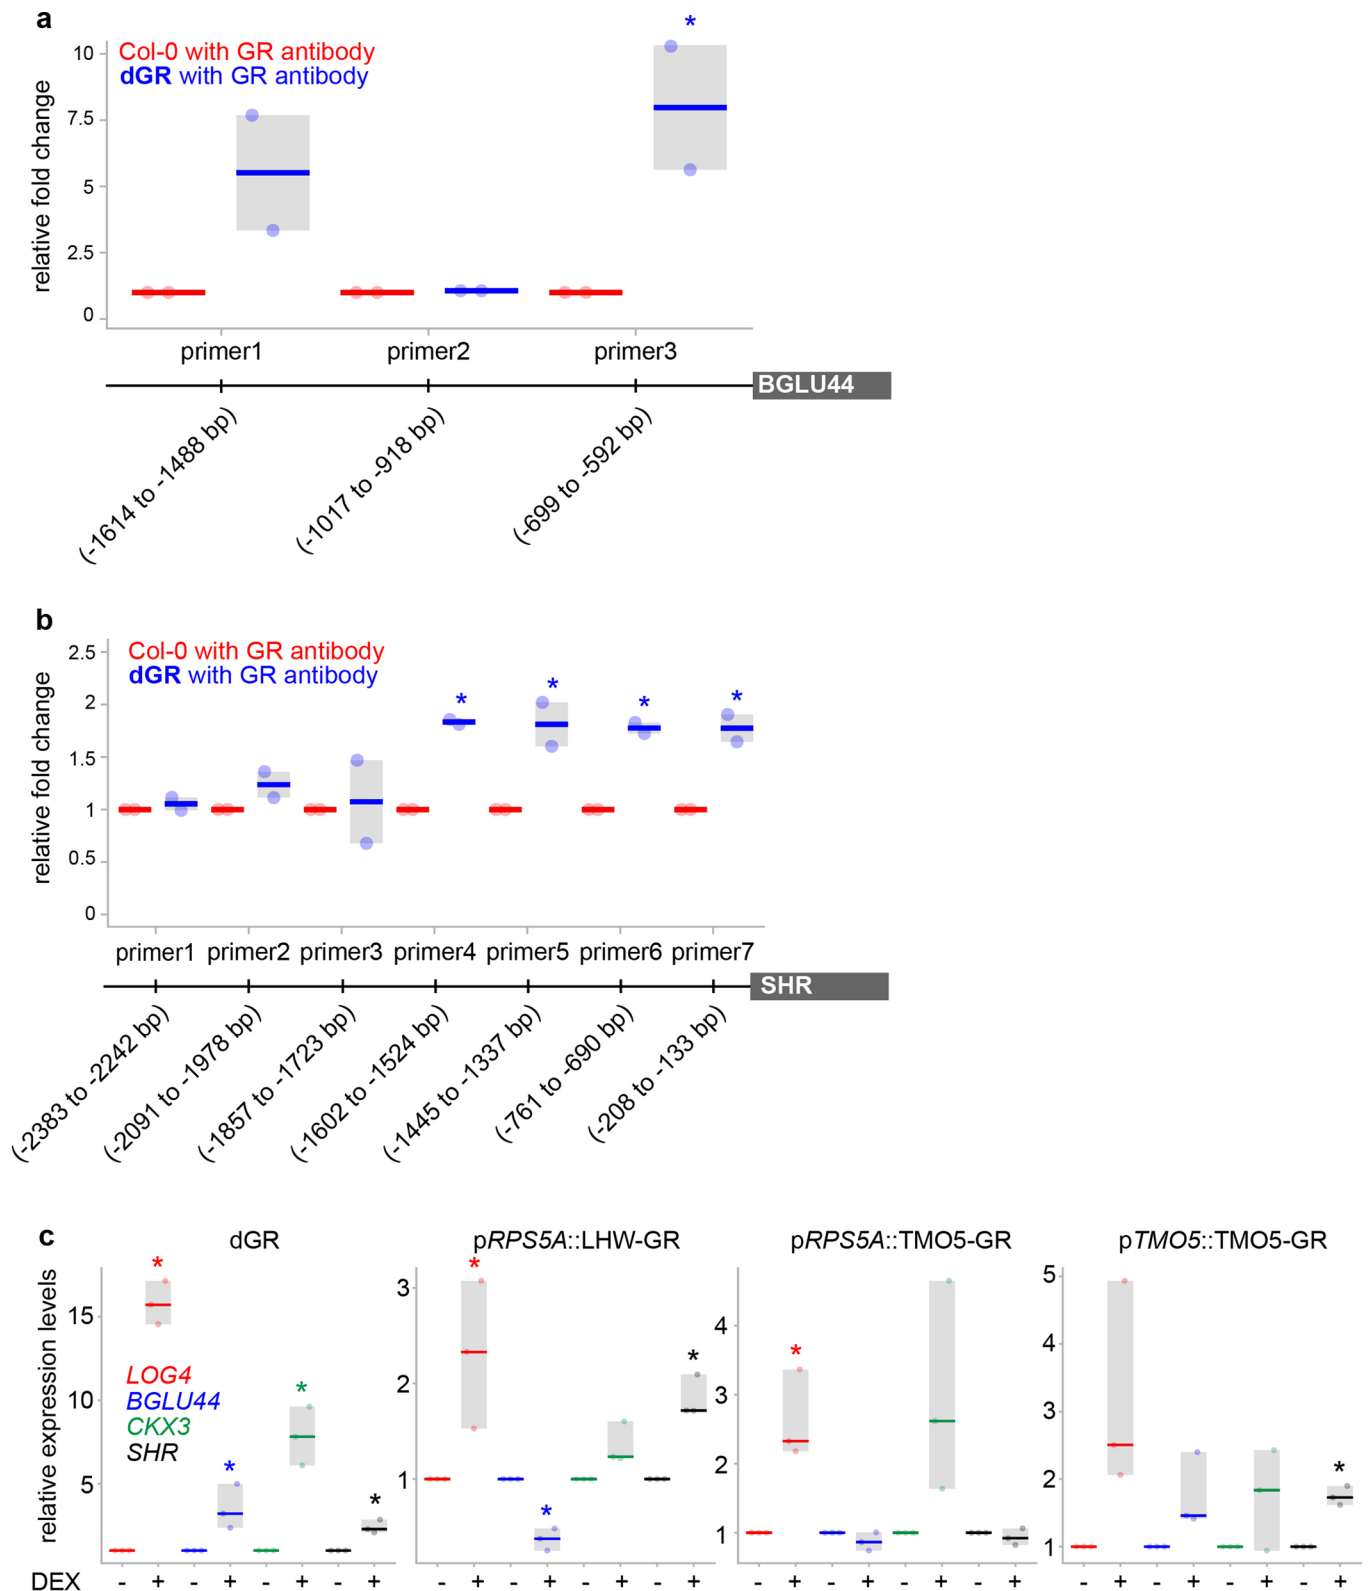 a
*
10
Col-0 with GR antibody
dGR with GR antibody
7.5
5
2.5
0
relative fold change
primer1 primer2 primer3
BGLU44
(-1614 to -1488 bp)
(-1017 to -918 bp)
(-699 to -592 bp)
b
2.5
Col-0 with GR antibody
dGR with GR antibody
* * * *
2
1.5
1
0.5
0
relative fold change
primer1 primer2 primer3 primer4 primer5 primer6 primer7
SHR
(-2383 to -2242 bp)
(-2091 to -1978 bp)
(-1857 to -1723 bp)
(-1602 to -1524 bp)
(-1445 to -1337 bp)
(-761 to -690 bp)
(-208 to -133 bp)
c
relative expression levels
dGR
15
10
5
* * * *
LOG4
BGLU44
CKX3
SHR
pRPS5A::LHW-GR
3
2
1
* * *
pRPS5A::TMO5-GR
4
3
2
1
*
pTMO5::TMO5-GR
5
4
3
2
1
*
DEX - + - + - + - + - + - + - + - + - + - + - + - + - + - + - + - +